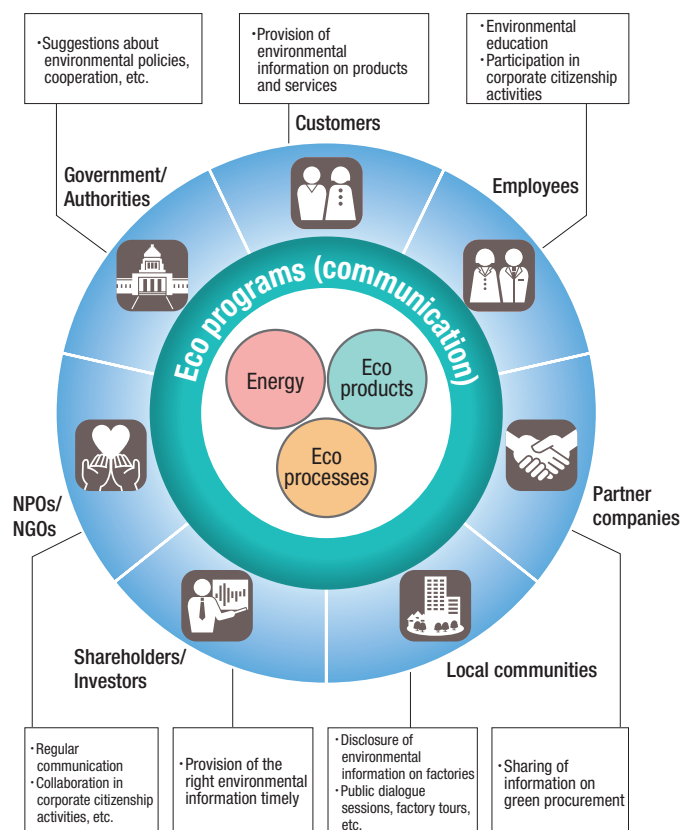 ・Suggestions about
environmental policies,
cooperation, etc.
・Provision of
environmental
information on products
and services
・Environmental
education
・Participation in
corporate citizenship
activities
Customers
Government/
Authorities
Employees
Eco programs (communication)
Energy
Eco
products
Eco
processes
NPOs/
NGOs
Partner
companies
Shareholders/
Investors
Local communities
・Regular
communication
・Collaboration in
corporate citizenship
activities, etc.
・Provision of the
right environmental
information timely
・Disclosure of
environmental
information on factories
・Public dialogue
sessions, factory tours,
etc.
・Sharing of
information on
green procurement